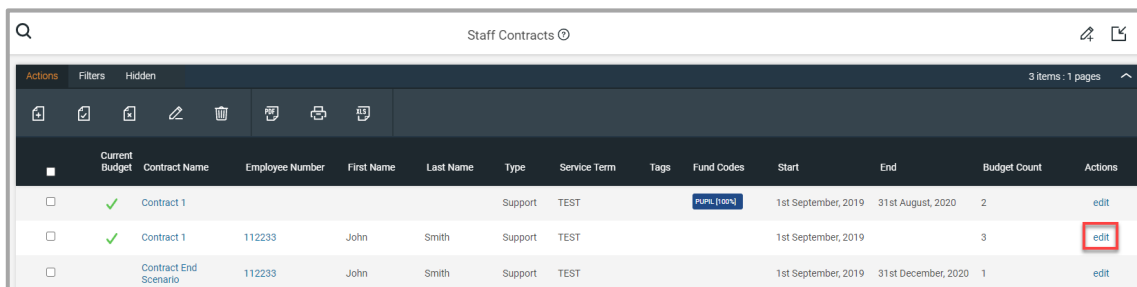 Staff Contracts
Actions Filters Hidden 3 items : 1 pages
PDF XLS
Current Budget Contract Name Employee Number First Name Last Name Type Service Term Tags Fund Codes Start End Budget Count Actions
Contract 1 Support TEST PUPIL [100%] 1st September, 2019 31st August, 2020 2 edit
Contract 1 112233 John Smith Support TEST 1st September, 2019 3 edit
Contract End Scenario 112233 John Smith Support TEST 1st September, 2019 31st December, 2020 1 edit